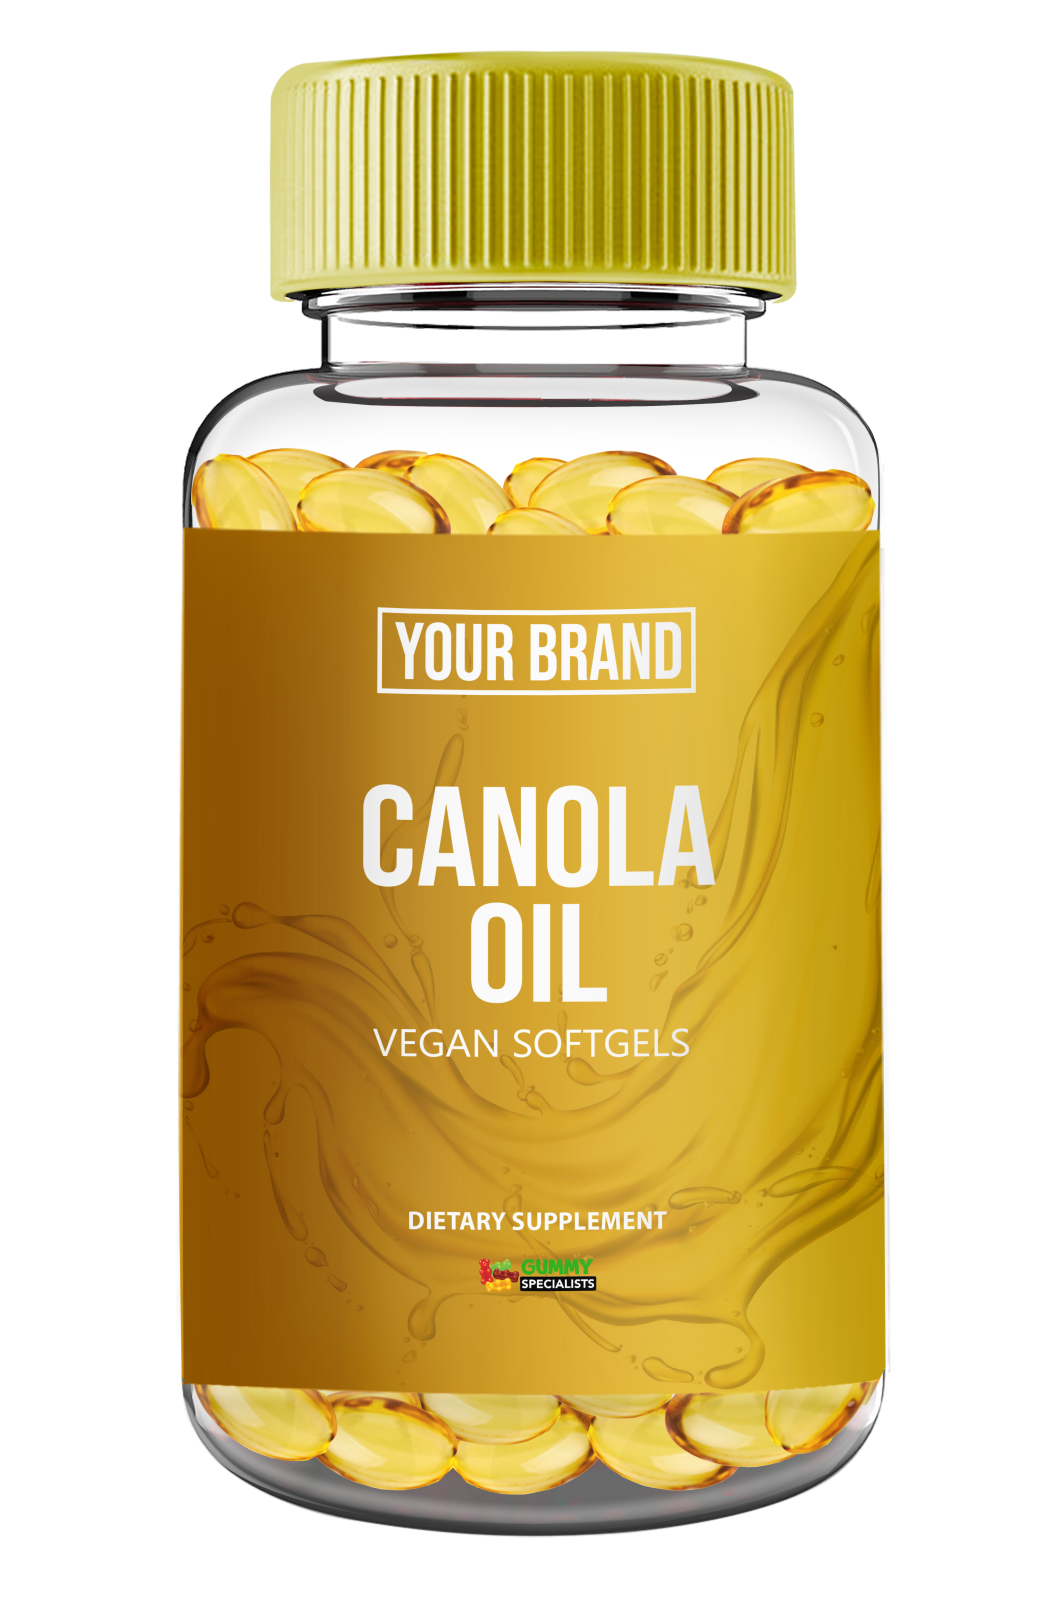 YOUR BRAND
CANOLA
OIL
VEGAN SOFTGELS
DIETARY SUPPLEMENT
GUMMY
SPECIALISTS